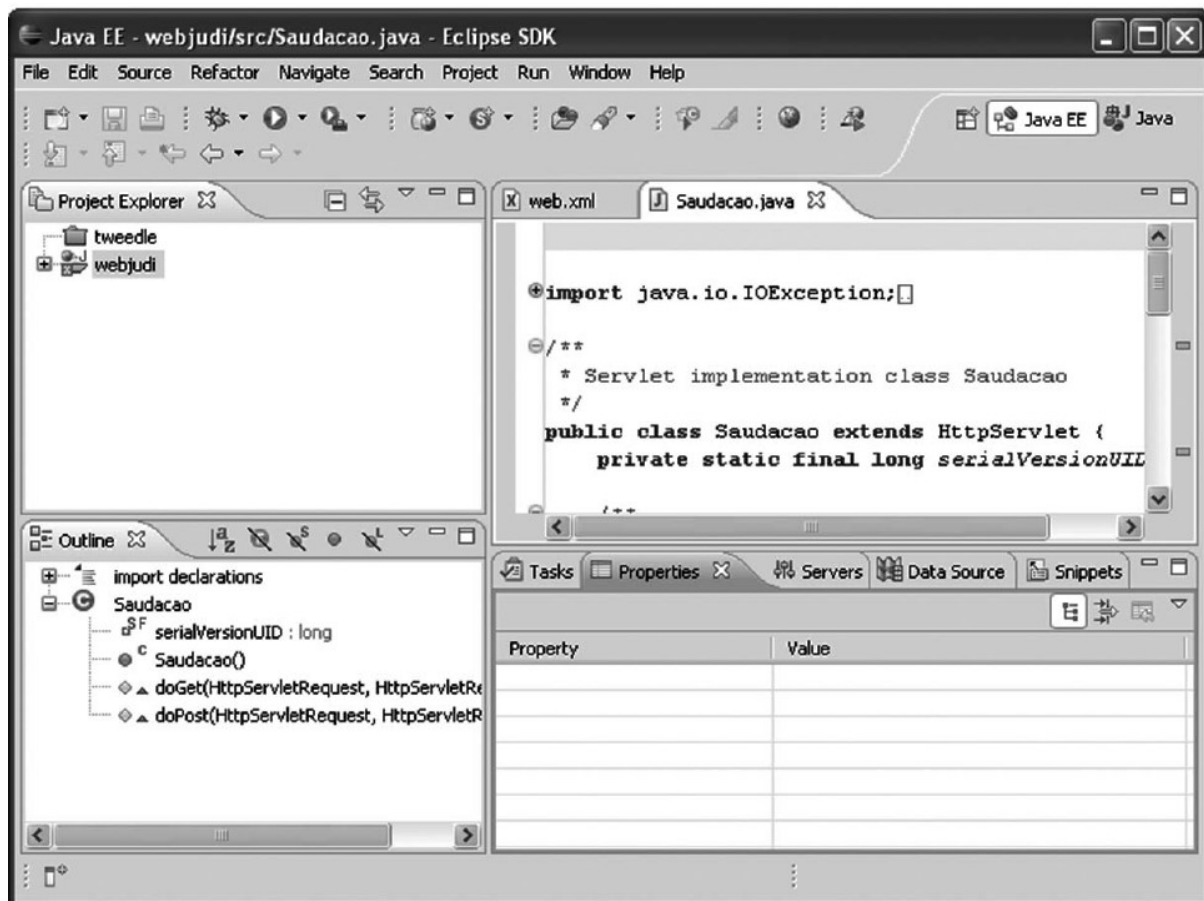 Java EE - webjudi/src/Saudacao.java - Eclipse SDK
File Edit Source Refactor Navigate Search Project Run Window Help
Java EE Java
Project Explorer
tweedle
webjudi
web.xml Saudacao.java
import java.io.IOException;
/**
* Servlet implementation class Saudacao
*/
public class Saudacao extends HttpServlet {
private static final long serialVersionUID
/**
Outline
import declarations
Saudacao
serialVersionUID : long
Saudacao()
doGet(HttpServletRequest, HttpServletRe
doPost(HttpServletRequest, HttpServletR
Tasks Properties Servers Data Source Snippets
Property Value